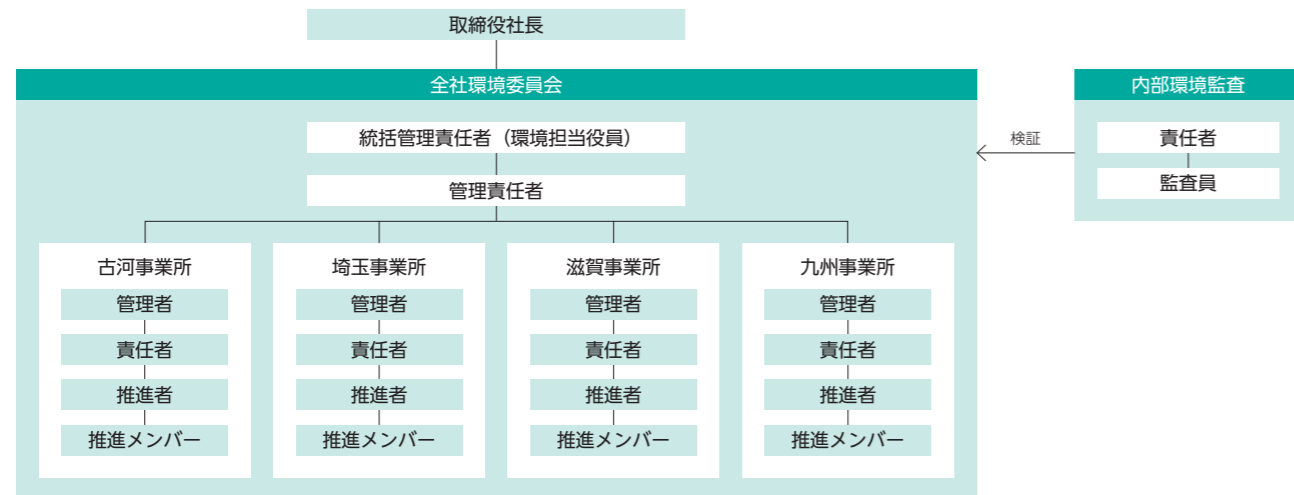 取締役社長
全社環境委員会
統括管理責任者（環境担当役員）
管理責任者
古河事業所
管理者
責任者
推進者
推進メンバー
埼玉事業所
管理者
責任者
推進者
推進メンバー
滋賀事業所
管理者
責任者
推進者
推進メンバー
九州事業所
管理者
責任者
推進者
推進メンバー
検証
内部環境監査
責任者
監査員